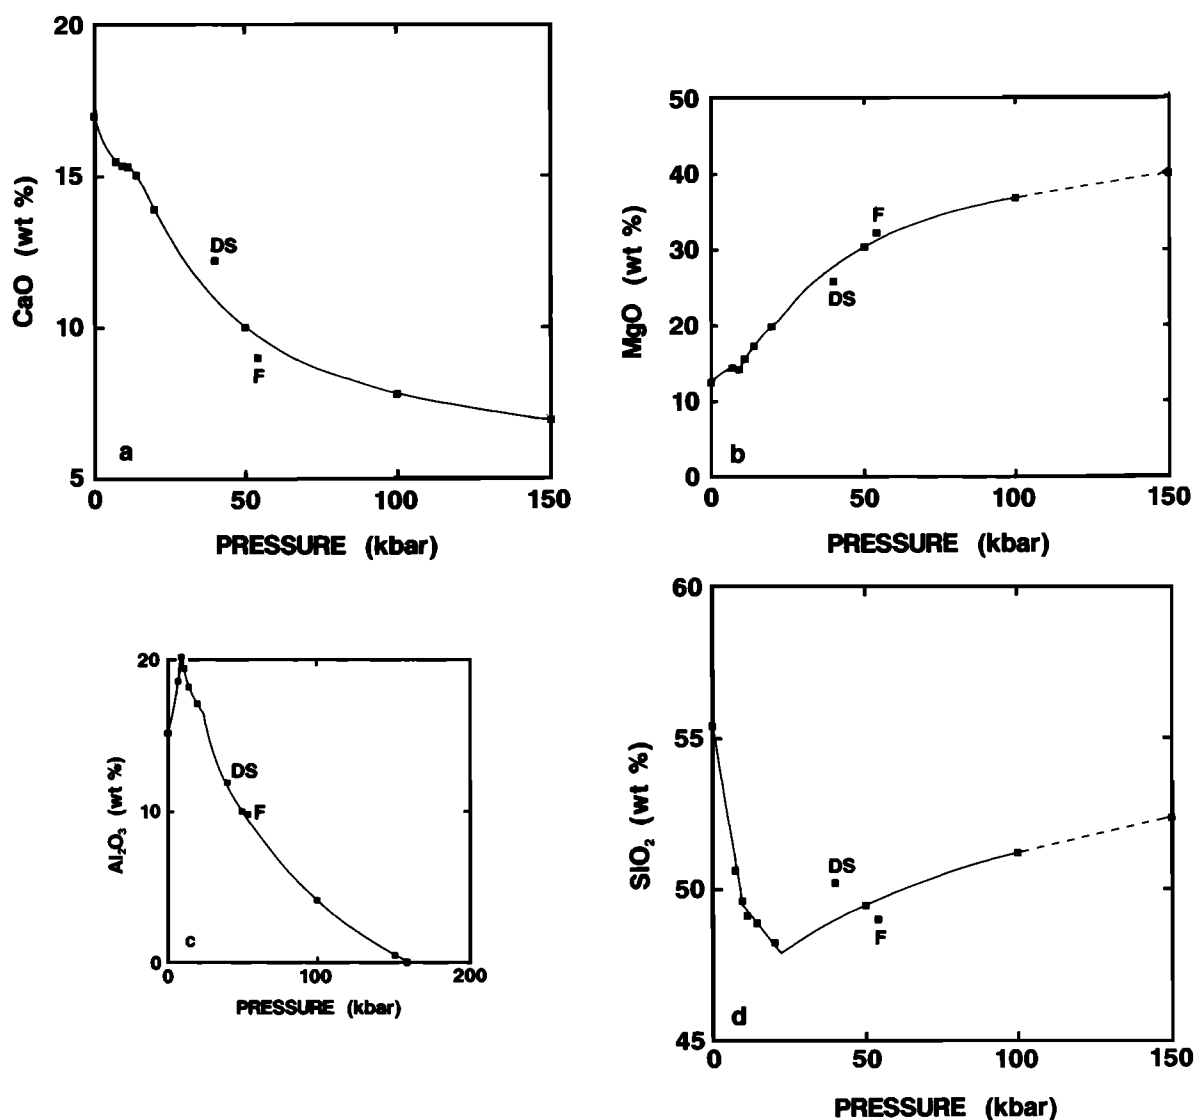 20
15
10
5
CaO (wt %)
DS
F
a
0 50 100 150
PRESSURE (kbar)
50
40
30
20
10
0
MgO (wt %)
F
DS
b
0 50 100 150
PRESSURE (kbar)
20
10
0
Al₂O₃ (wt %)
DS
F
c
0 100 200
PRESSURE (kbar)
60
55
50
45
SiO₂ (wt %)
DS
F
d
0 50 100 150
PRESSURE (kbar)